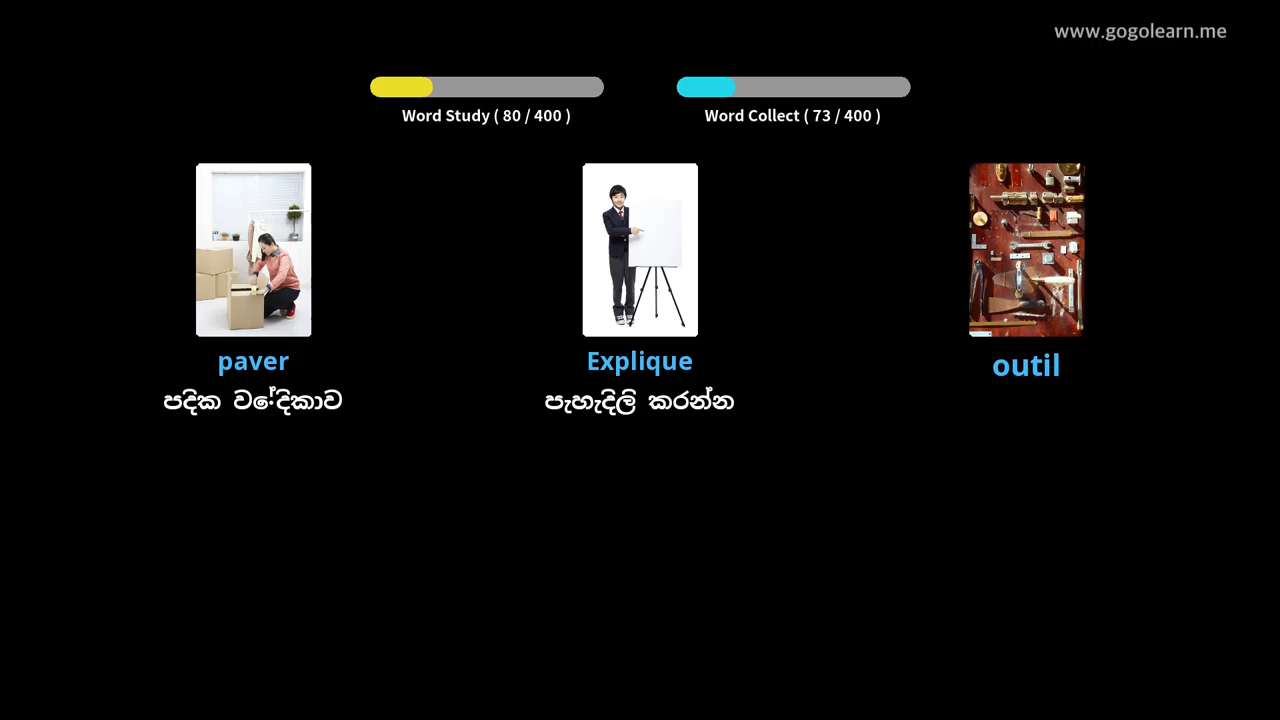 www.gogolearn.me
Word Study ( 80 / 400 )
Word Collect ( 73 / 400 )
paver
Explique
outil
පදික වේදිකාව
පැහැදිලි කරන්න